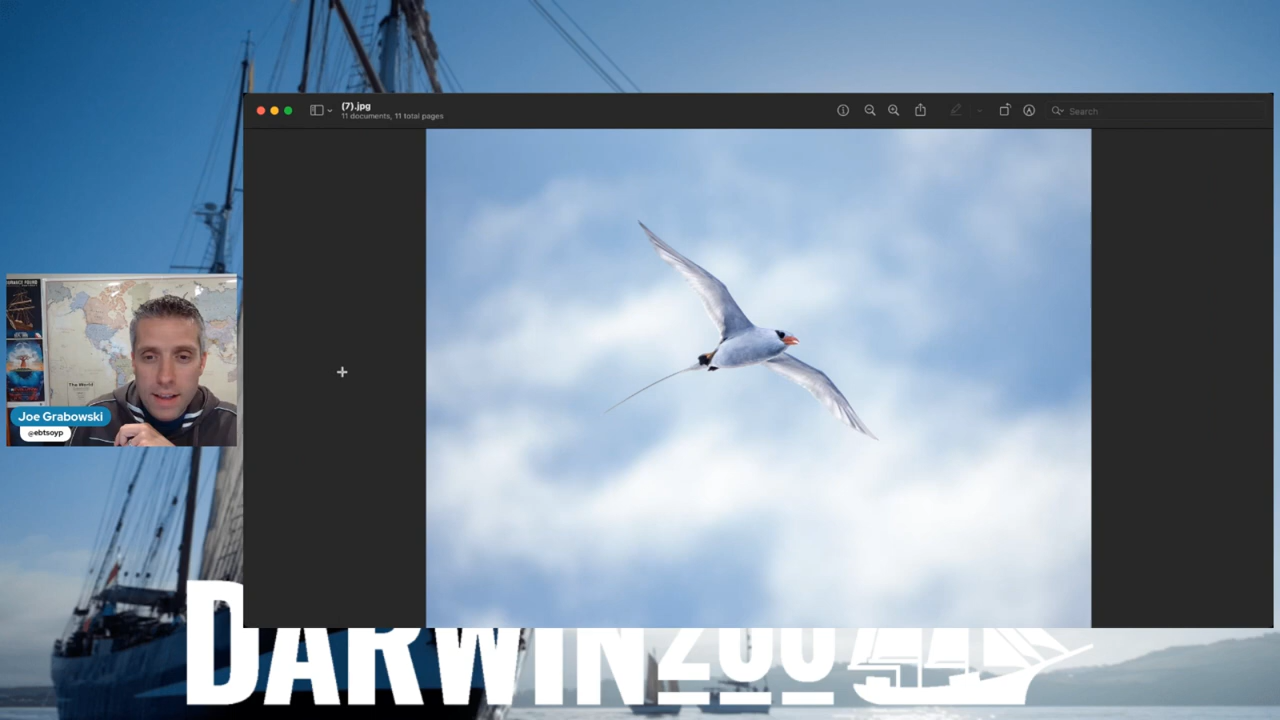 (7).jpg
11 documents, 11 total pages
Search
The World
Joe Grabowski
@ebtsoyp
DARWIN200